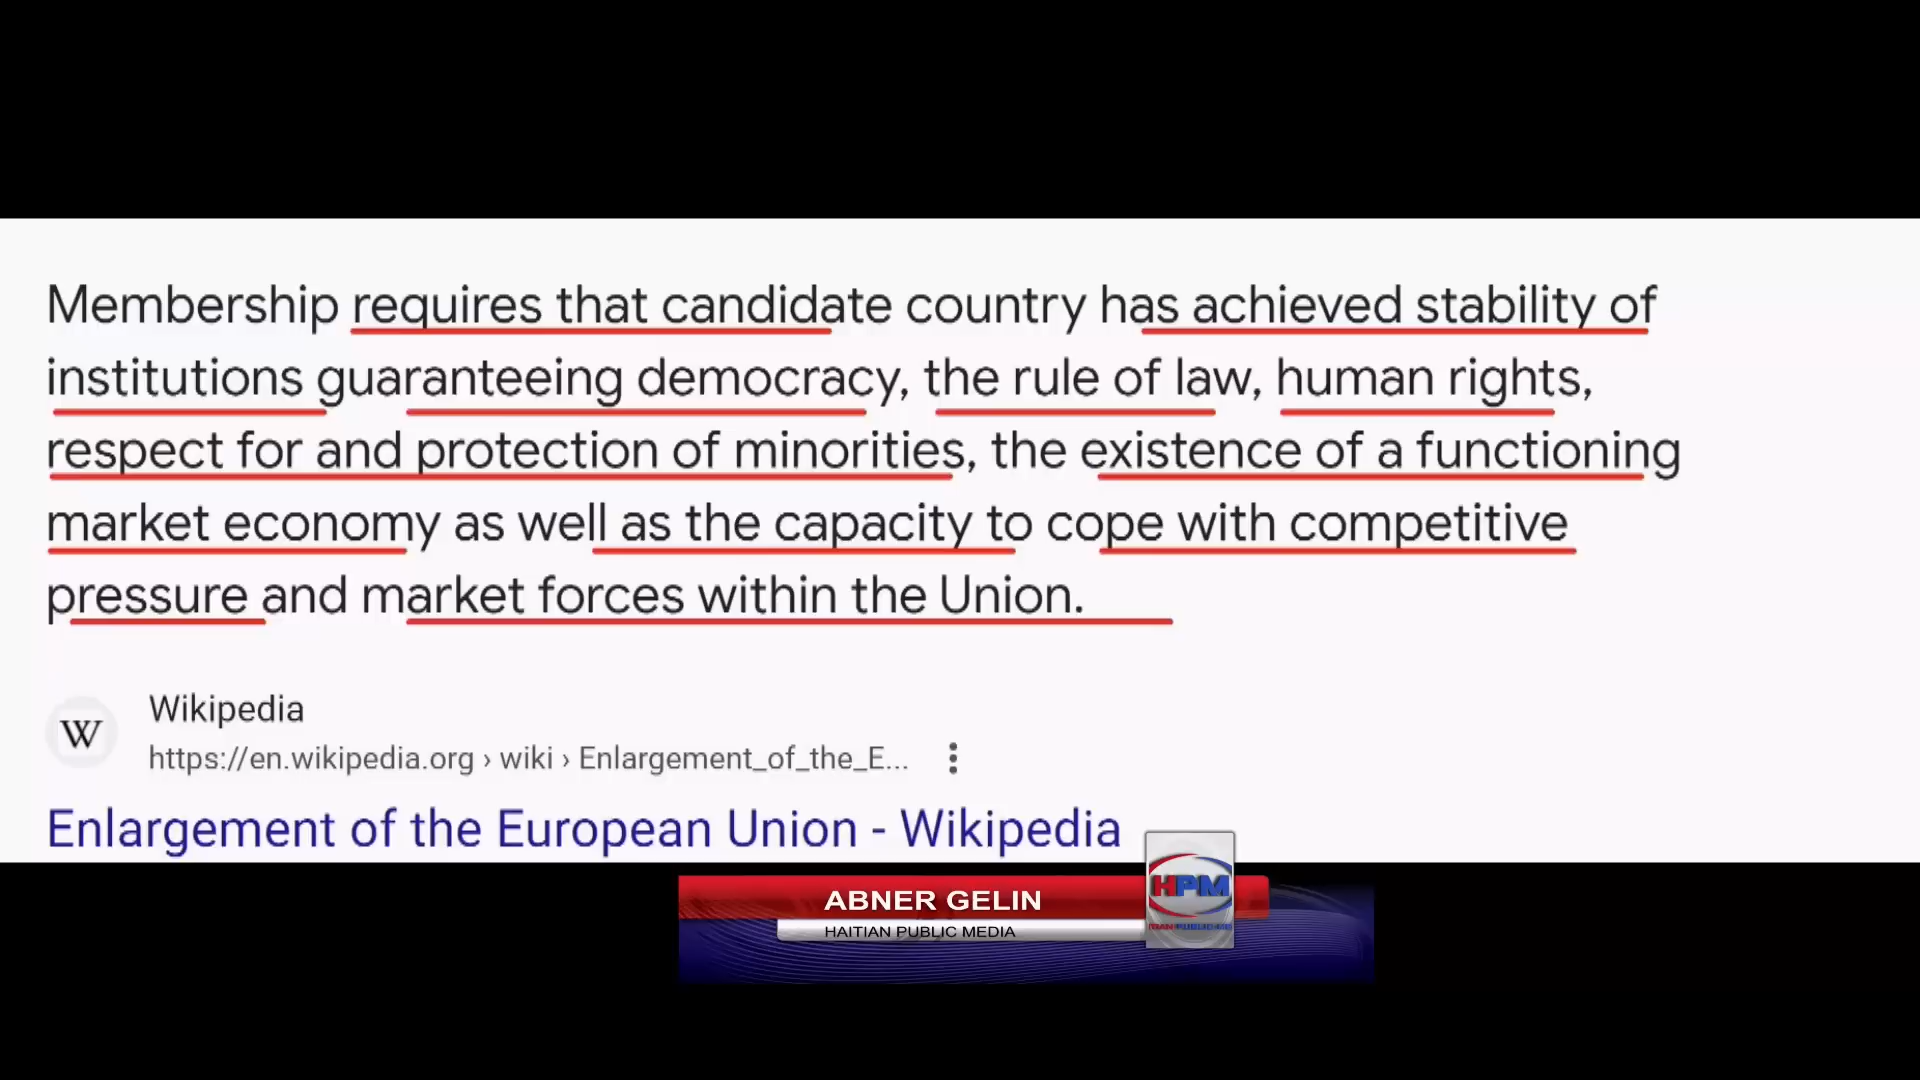 Membership requires that candidate country has achieved stability of
institutions guaranteeing democracy, the rule of law, human rights,
respect for and protection of minorities, the existence of a functioning
market economy as well as the capacity to cope with competitive
pressure and market forces within the Union.
W
Wikipedia
https://en.wikipedia.org › wiki › Enlargement_of_the_E...
Enlargement of the European Union - Wikipedia
ABNER GELIN
HAITIAN PUBLIC MEDIA
HPM